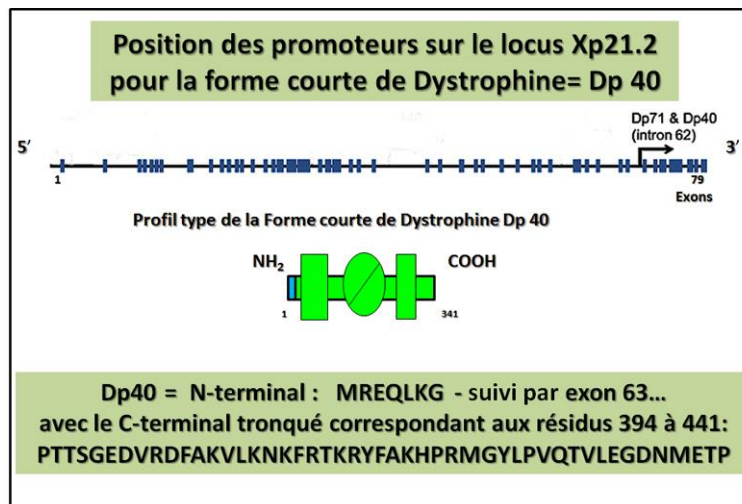 Position des promoteurs sur le locus Xp21.2
pour la forme courte de Dystrophine= Dp 40
Dp71 & Dp40
(intron 62)
5′
3′
1
79
Exons
Profil type de la Forme courte de Dystrophine Dp 40
NH2
COOH
1
341
Dp40 = N-terminal : MREQLKG - suivi par exon 63…
avec le C-terminal tronqué correspondant aux résidus 394 à 441:
PTTSGEDVRDFAKVLKNKFRTKRYFAKHPRMGYLPVQTVLEGDNMETP